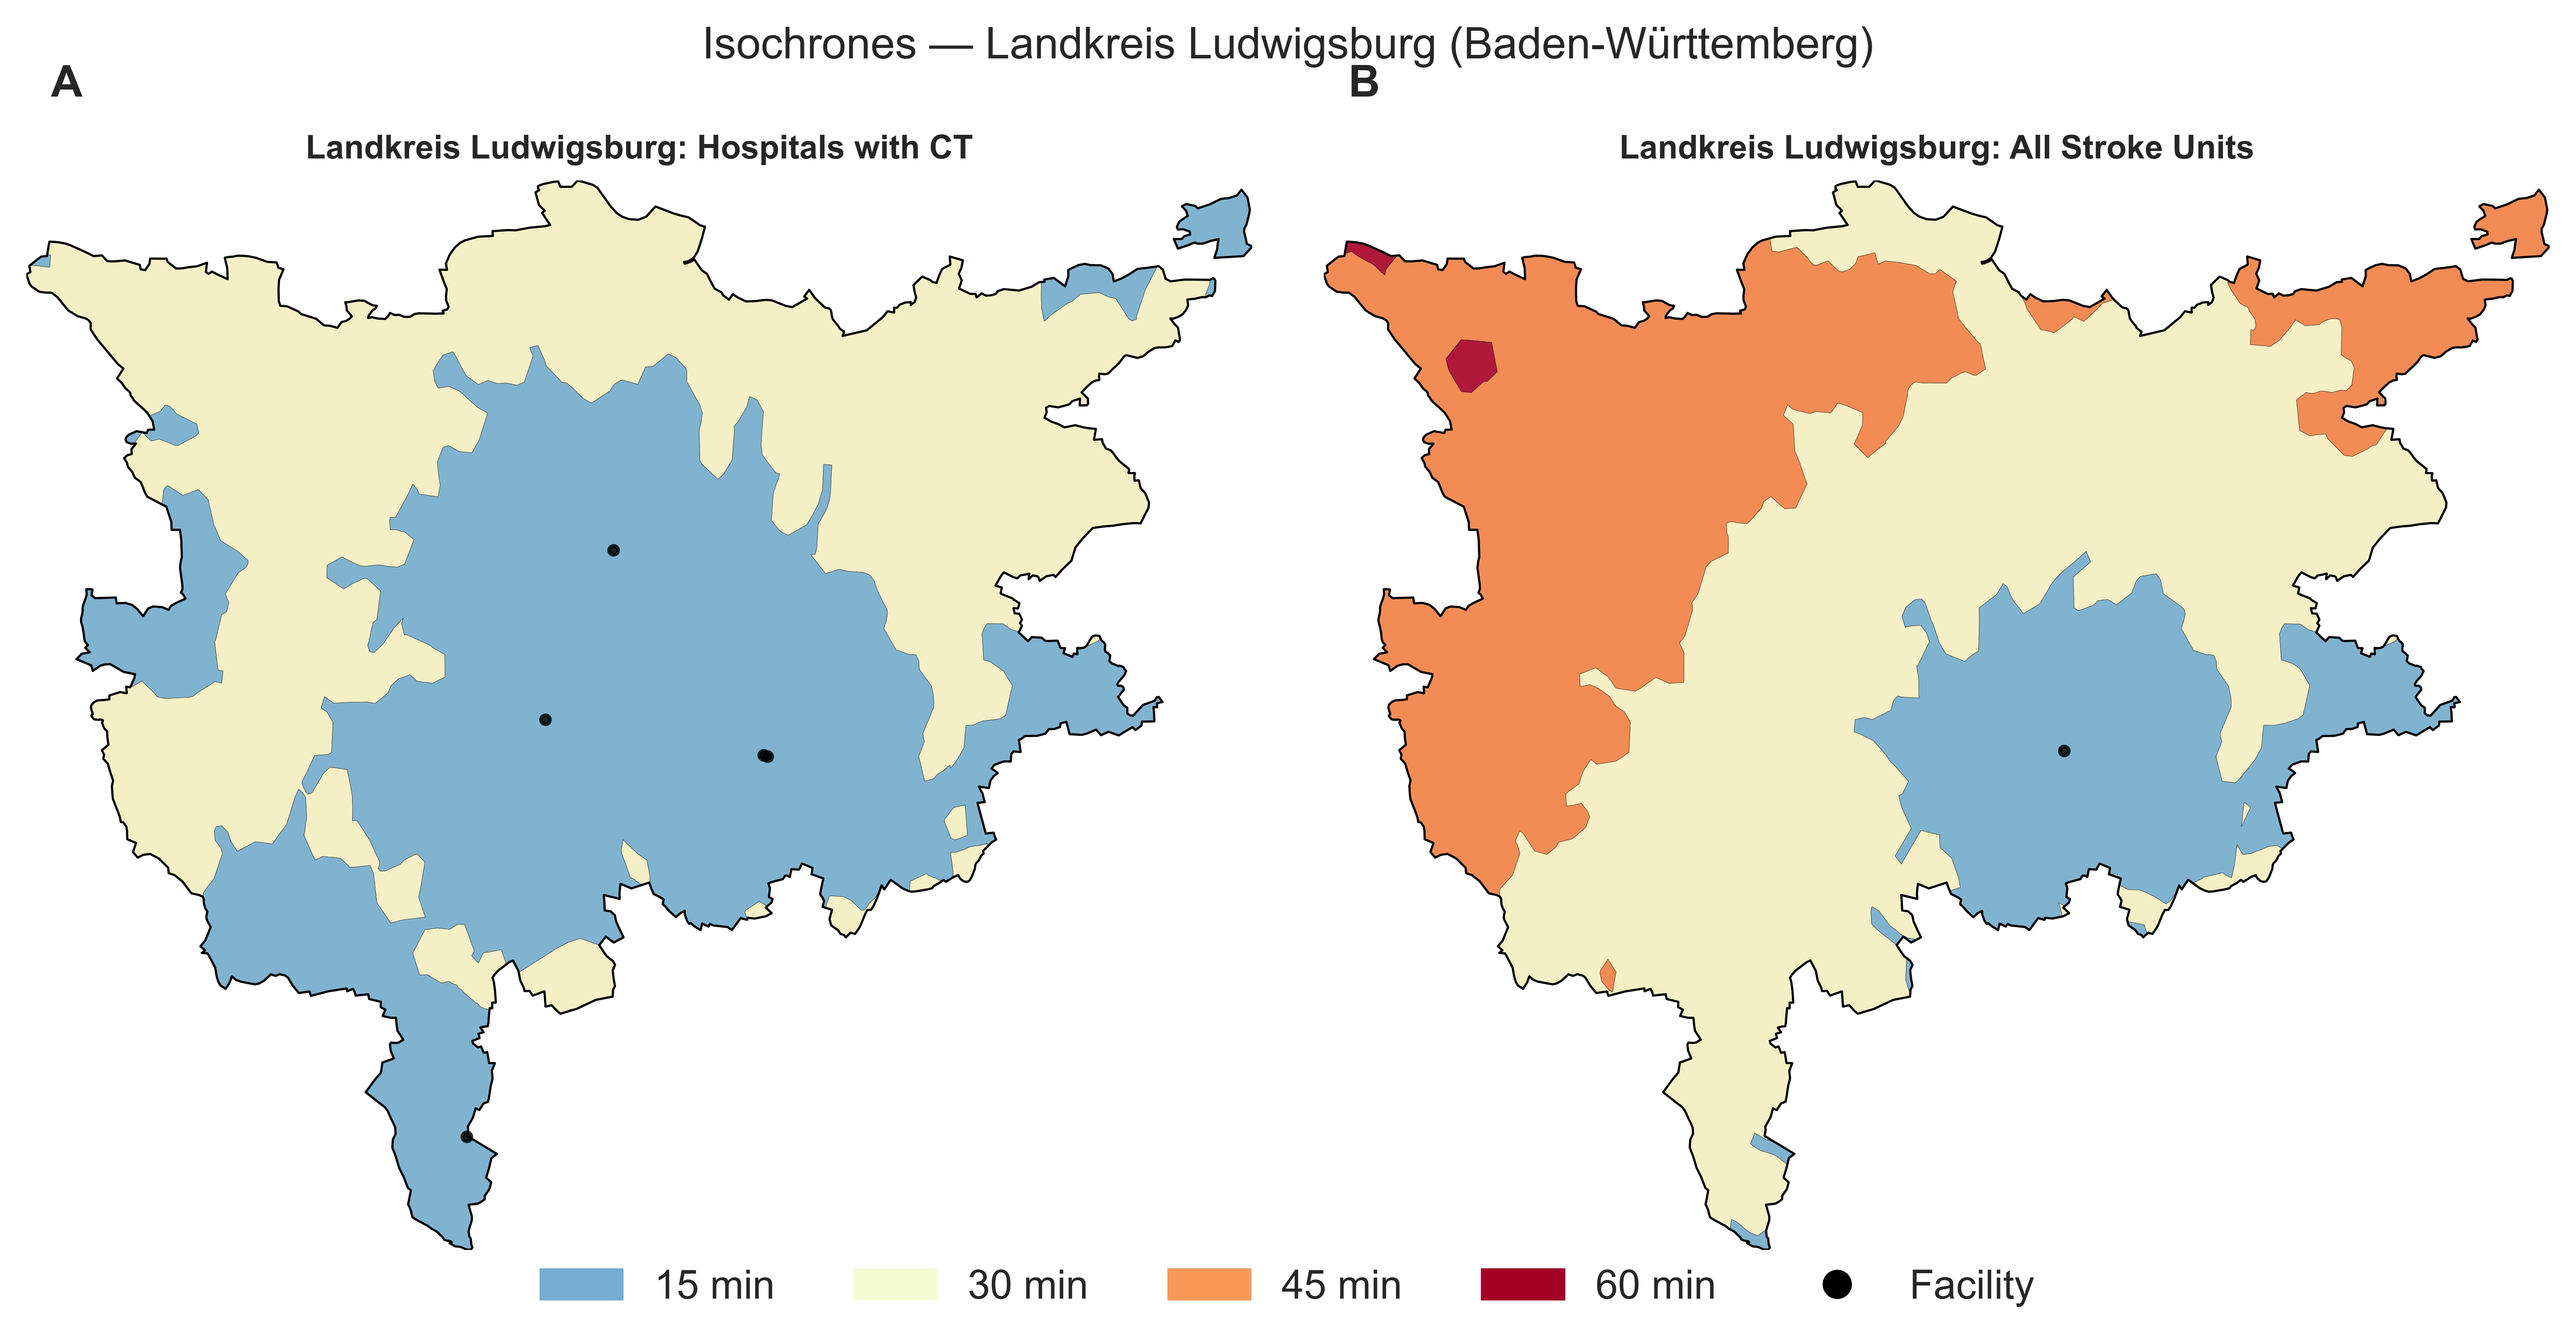 Isochrones — Landkreis Ludwigsburg (Baden-Württemberg)
A
B
Landkreis Ludwigsburg: Hospitals with CT
Landkreis Ludwigsburg: All Stroke Units
15 min
30 min
45 min
60 min
Facility